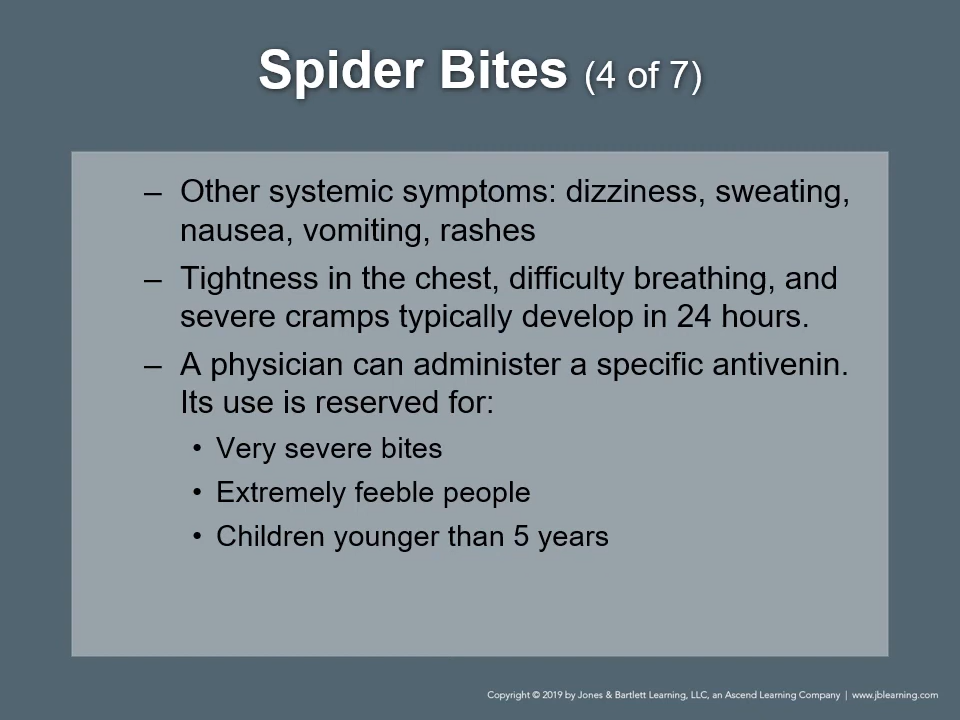 Spider Bites (4 of 7)
– Other systemic symptoms: dizziness, sweating,
nausea, vomiting, rashes
– Tightness in the chest, difficulty breathing, and
severe cramps typically develop in 24 hours.
– A physician can administer a specific antivenin.
Its use is reserved for:
• Very severe bites
• Extremely feeble people
• Children younger than 5 years
Copyright © 2019 by Jones & Bartlett Learning, LLC, an Ascend Learning Company | www.jblearning.com